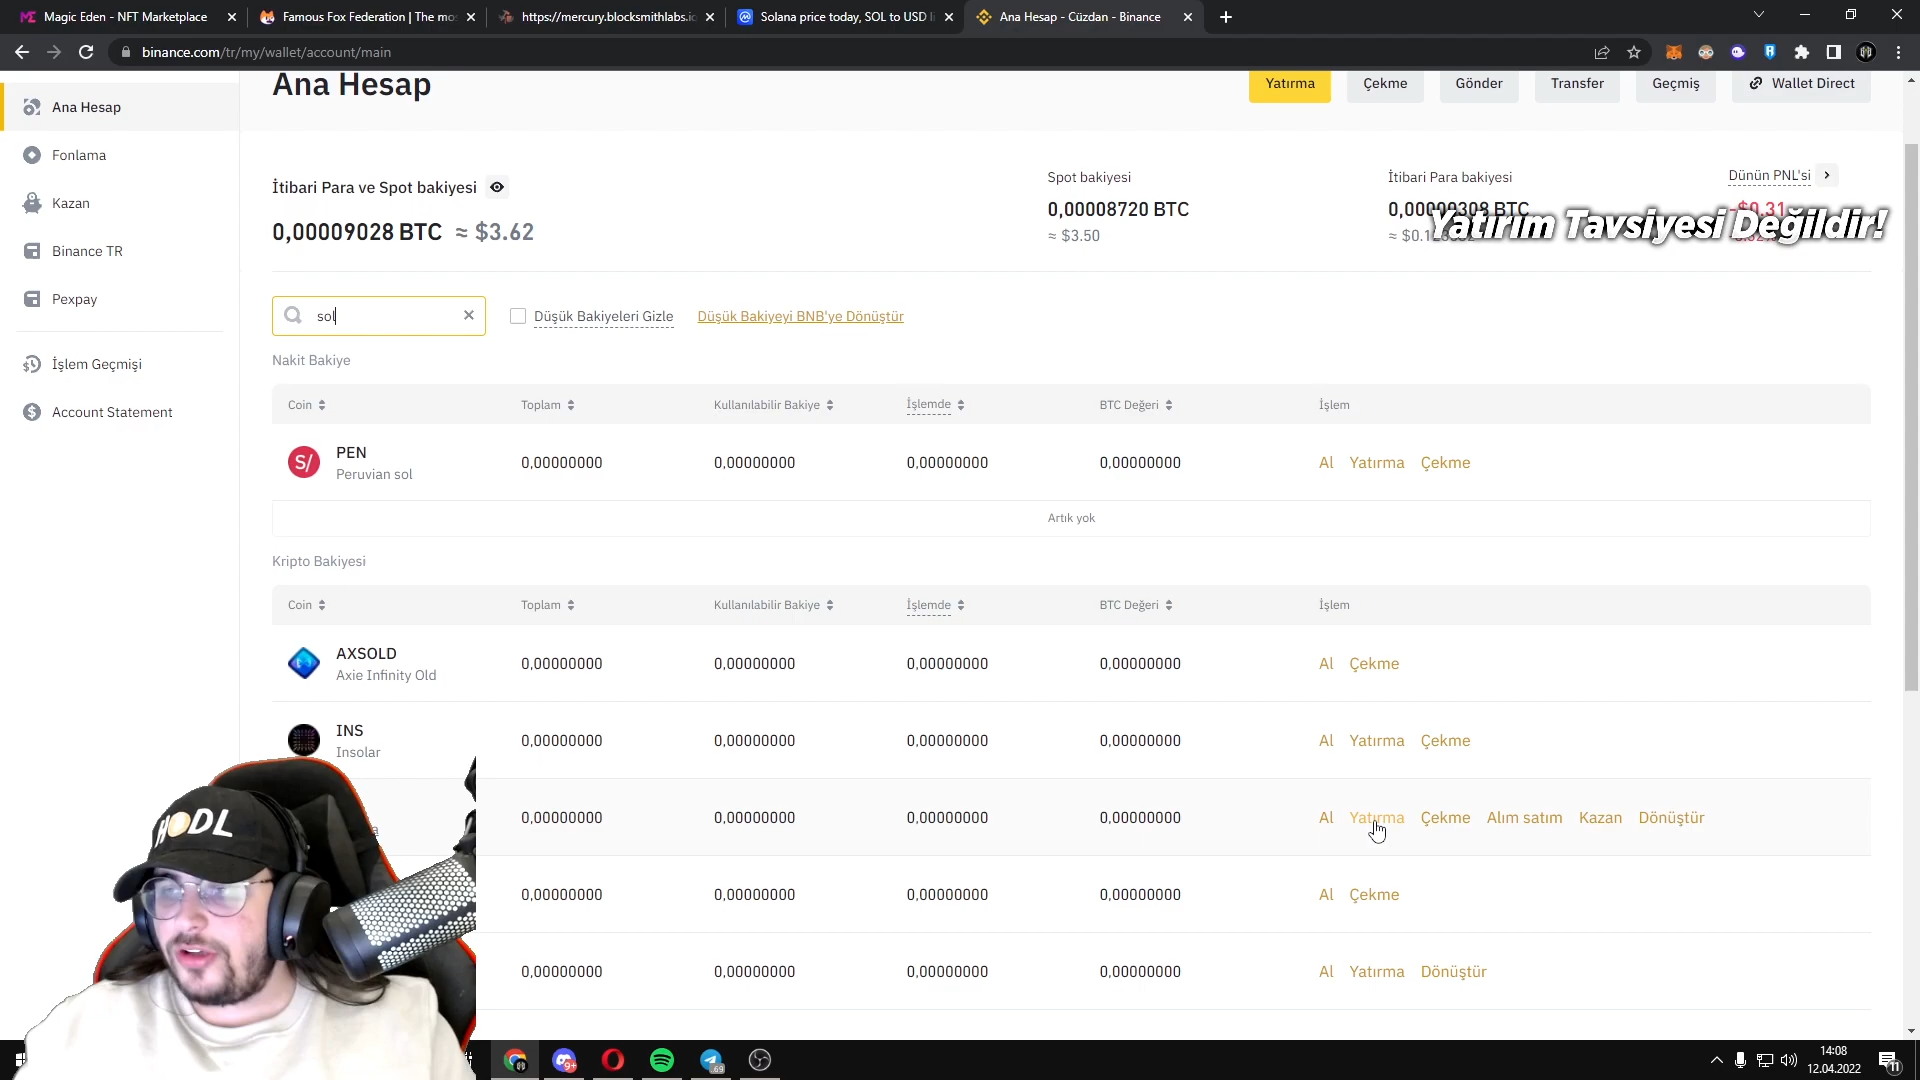 Magic Eden - NFT Marketplace
Famous Fox Federation | The mos
https://mercury.blocksmithlabs.io
Solana price today, SOL to USD li
Ana Hesap - Cüzdan - Binance
binance.com/tr/my/wallet/account/main
Ana Hesap
Yatırma
Çekme
Gönder
Transfer
Geçmiş
Wallet Direct
Ana Hesap
Fonlama
Kazan
Binance TR
Pexpay
İşlem Geçmişi
Account Statement
İtibari Para ve Spot bakiyesi
0,00009028 BTC ≈ $3.62
Spot bakiyesi
0,00008720 BTC
≈ $3.50
İtibari Para bakiyesi
0,00000308 BTC
Dünün PNL'si
-$0.31
Yatırım Tavsiyesi Değildir!
sol
Düşük Bakiyeleri Gizle
Düşük Bakiyeyi BNB'ye Dönüştür
Nakit Bakiye
Coin Toplam Kullanılabilir Bakiye İşlemde BTC Değeri İşlem
S/
PEN
Peruvian sol
0,00000000 0,00000000 0,00000000 0,00000000 Al Yatırma Çekme
Artık yok
Kripto Bakiyesi
Coin Toplam Kullanılabilir Bakiye İşlemde BTC Değeri İşlem
AXSOLD
Axie Infinity Old
0,00000000 0,00000000 0,00000000 0,00000000 Al Çekme
INS
Insolar
0,00000000 0,00000000 0,00000000 0,00000000 Al Yatırma Çekme
0,00000000 0,00000000 0,00000000 0,00000000 Al Yatırma Çekme Alım satım Kazan Dönüştür
0,00000000 0,00000000 0,00000000 0,00000000 Al Çekme
0,00000000 0,00000000 0,00000000 0,00000000 Al Yatırma Dönüştür
HODL
14:08
12.04.2022